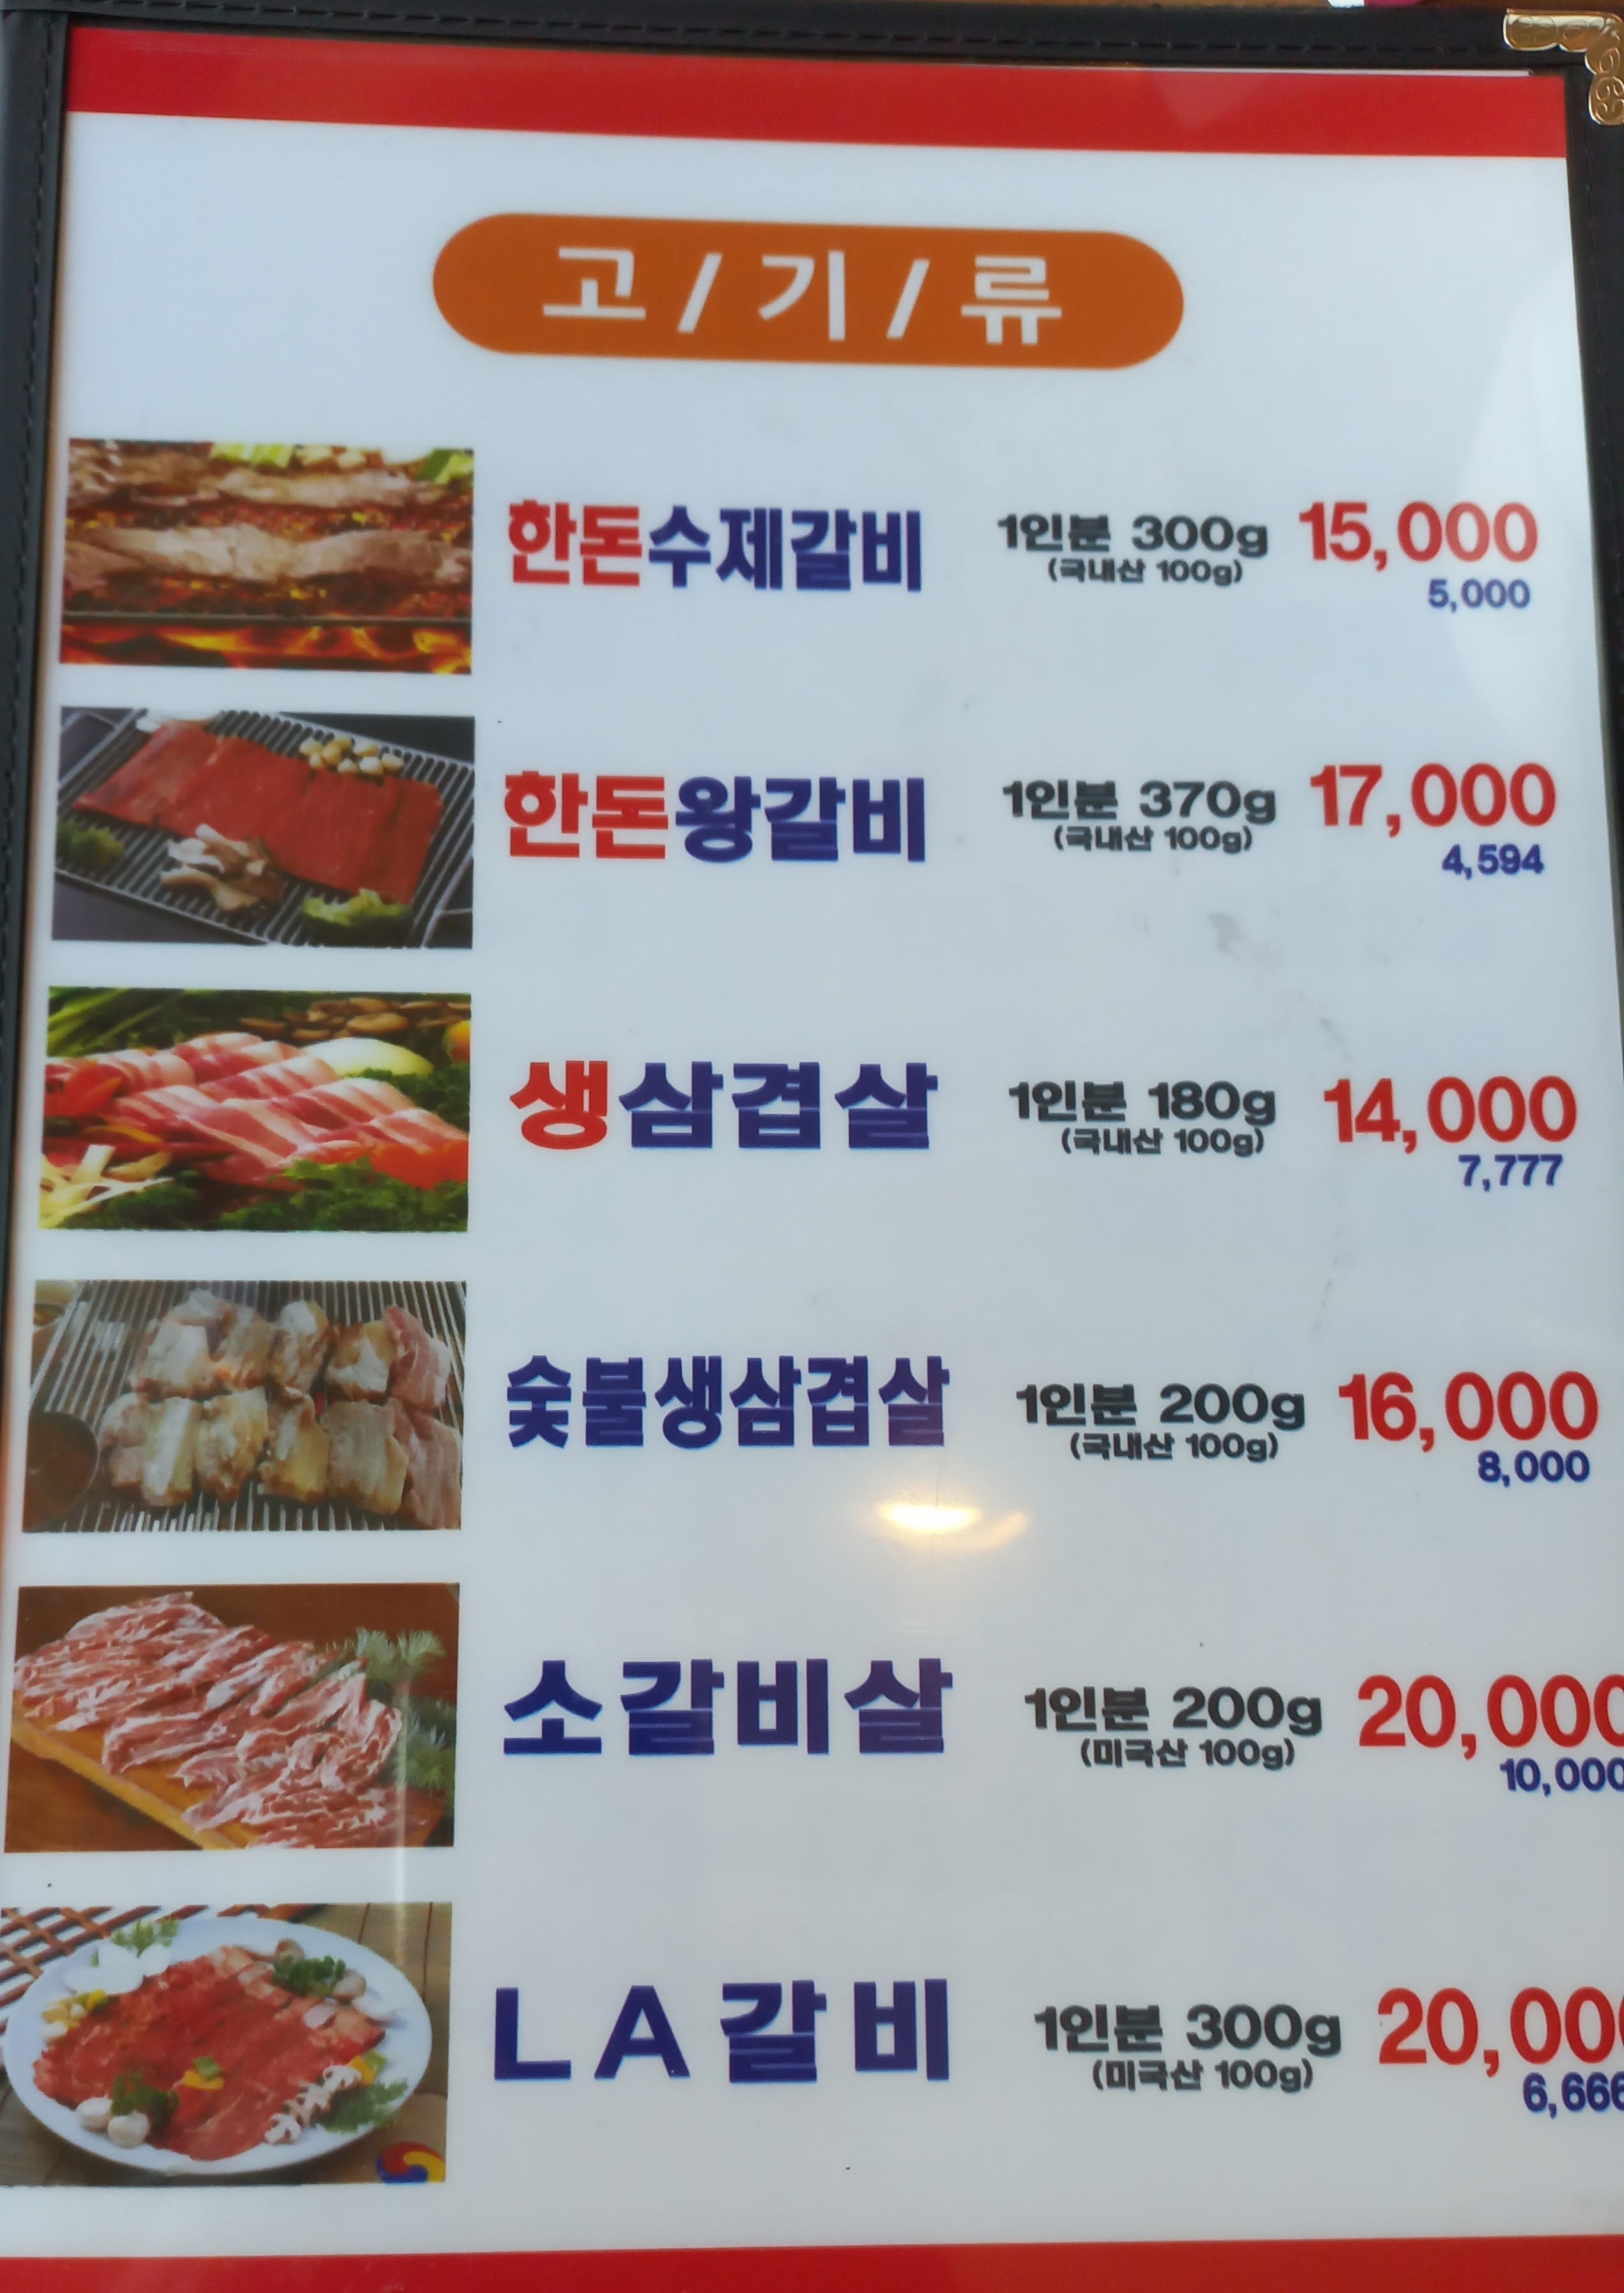 고/기/류
한돈수제갈비 1인분 300g 15,000
(국내산 100g) 5,000
한돈왕갈비 1인분 370g 17,000
(국내산 100g) 4,594
생삼겹살 1인분 180g 14,000
(국내산 100g) 7,777
숯불생삼겹살 1인분 200g 16,000
(국내산 100g) 8,000
소갈비살 1인분 200g 20,000
(미국산 100g) 10,000
LA갈비 1인분 300g 20,00
(미국산 100g) 6,666